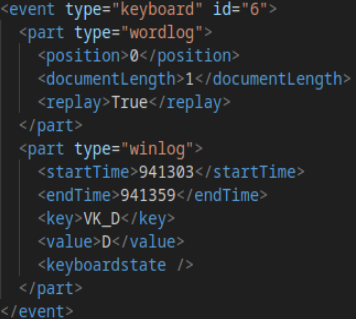 <event type="keyboard" id="6">
<part type="wordlog">
<position>0</position>
<documentLength>1</documentLength>
<replay>True</replay>
</part>
<part type="winlog">
<startTime>941303</startTime>
<endTime>941359</endTime>
<key>VK_D</key>
<value>D</value>
<keyboardstate />
</part>
</event>